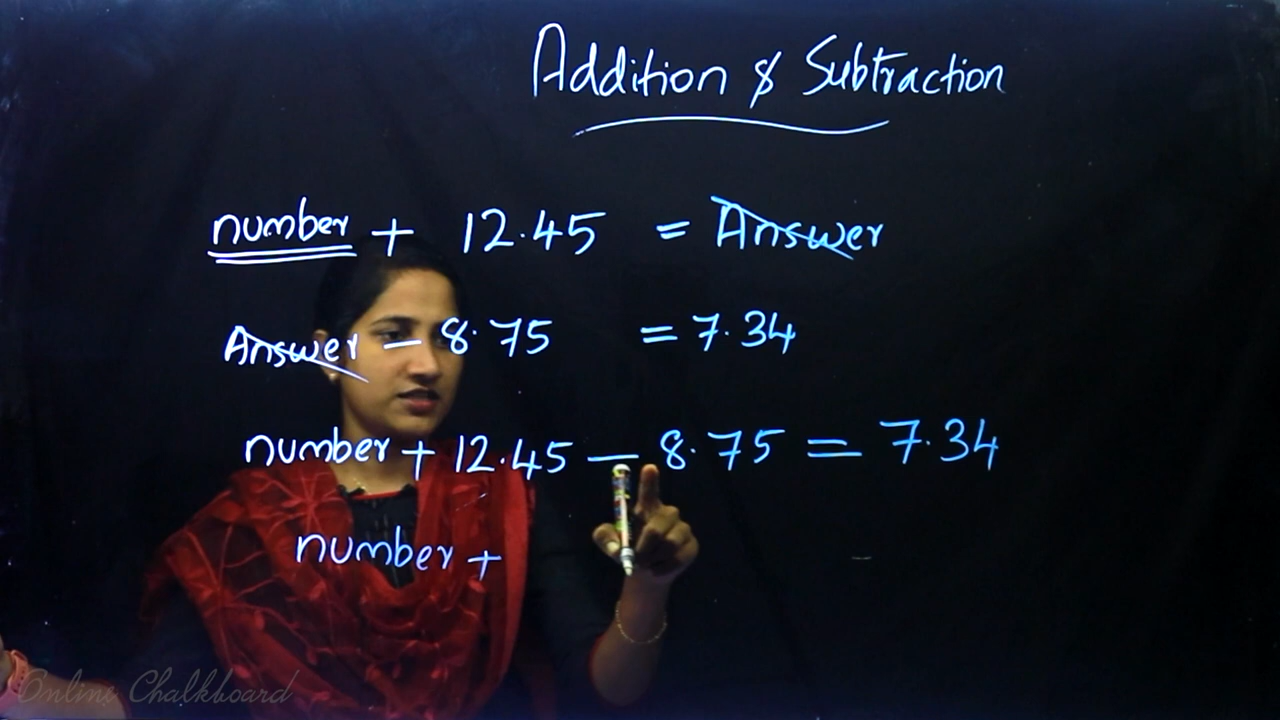 Addition & Subtraction
number + 12.45 = Answer
Answer - 8.75 = 7.34
number + 12.45 - 8.75 = 7.34
number +
Online Chalkboard